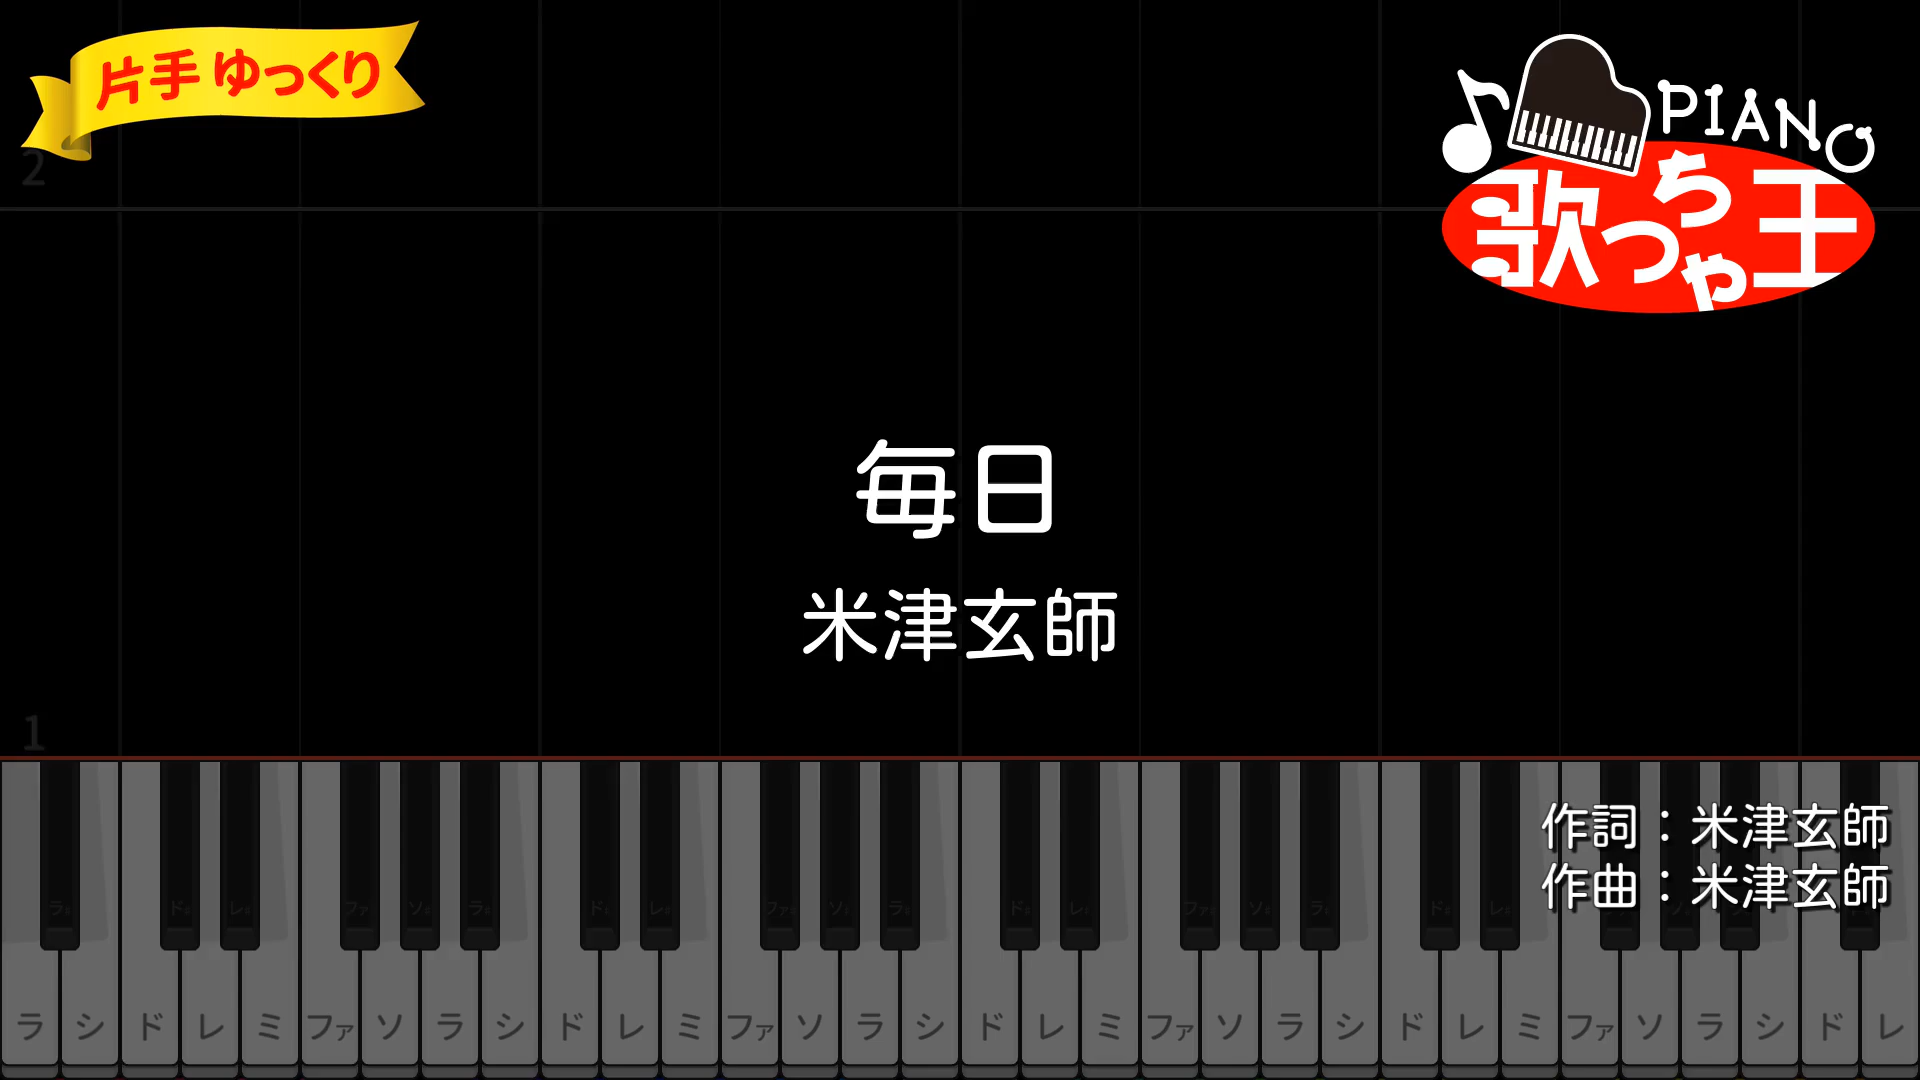 片手 ゆっくり
PIANO
歌っちゃ王
2
毎日
米津玄師
1
作詞：米津玄師
作曲：米津玄師
ラ シ ド レ ミ ファ ソ ラ シ ド レ ミ ファ ソ ラ シ ド レ ミ ファ ソ ラ シ ド レ ミ ファ ソ ラ シ ド レ